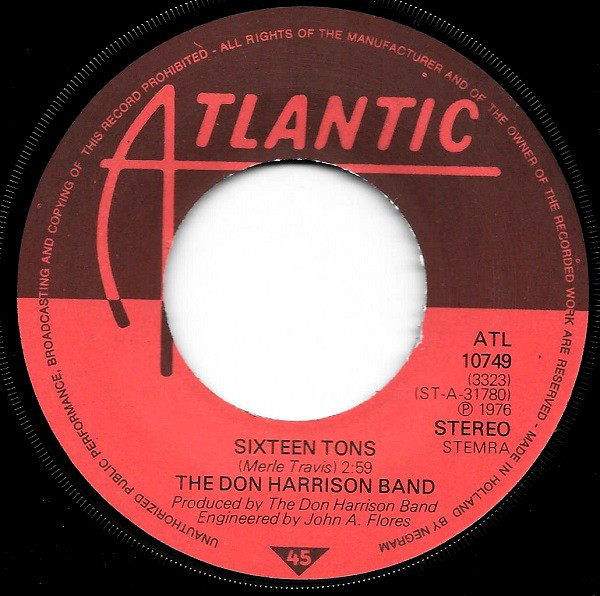 UNAUTHORIZED PUBLIC PERFORMANCE, BROADCASTING AND COPYING OF THIS RECORD PROHIBITED - ALL RIGHTS OF THE MANUFACTURER AND OF THE OWNER OF THE RECORDED WORK ARE RESERVED - MADE IN HOLLAND BY NEGRAM
ATLANTIC
ATL
10749
(3323)
(ST-A-31780)
℗ 1976
STEREO
STEMRA
SIXTEEN TONS
(Merle Travis) 2:59
THE DON HARRISON BAND
Produced by The Don Harrison Band
Engineered by John A. Flores
45